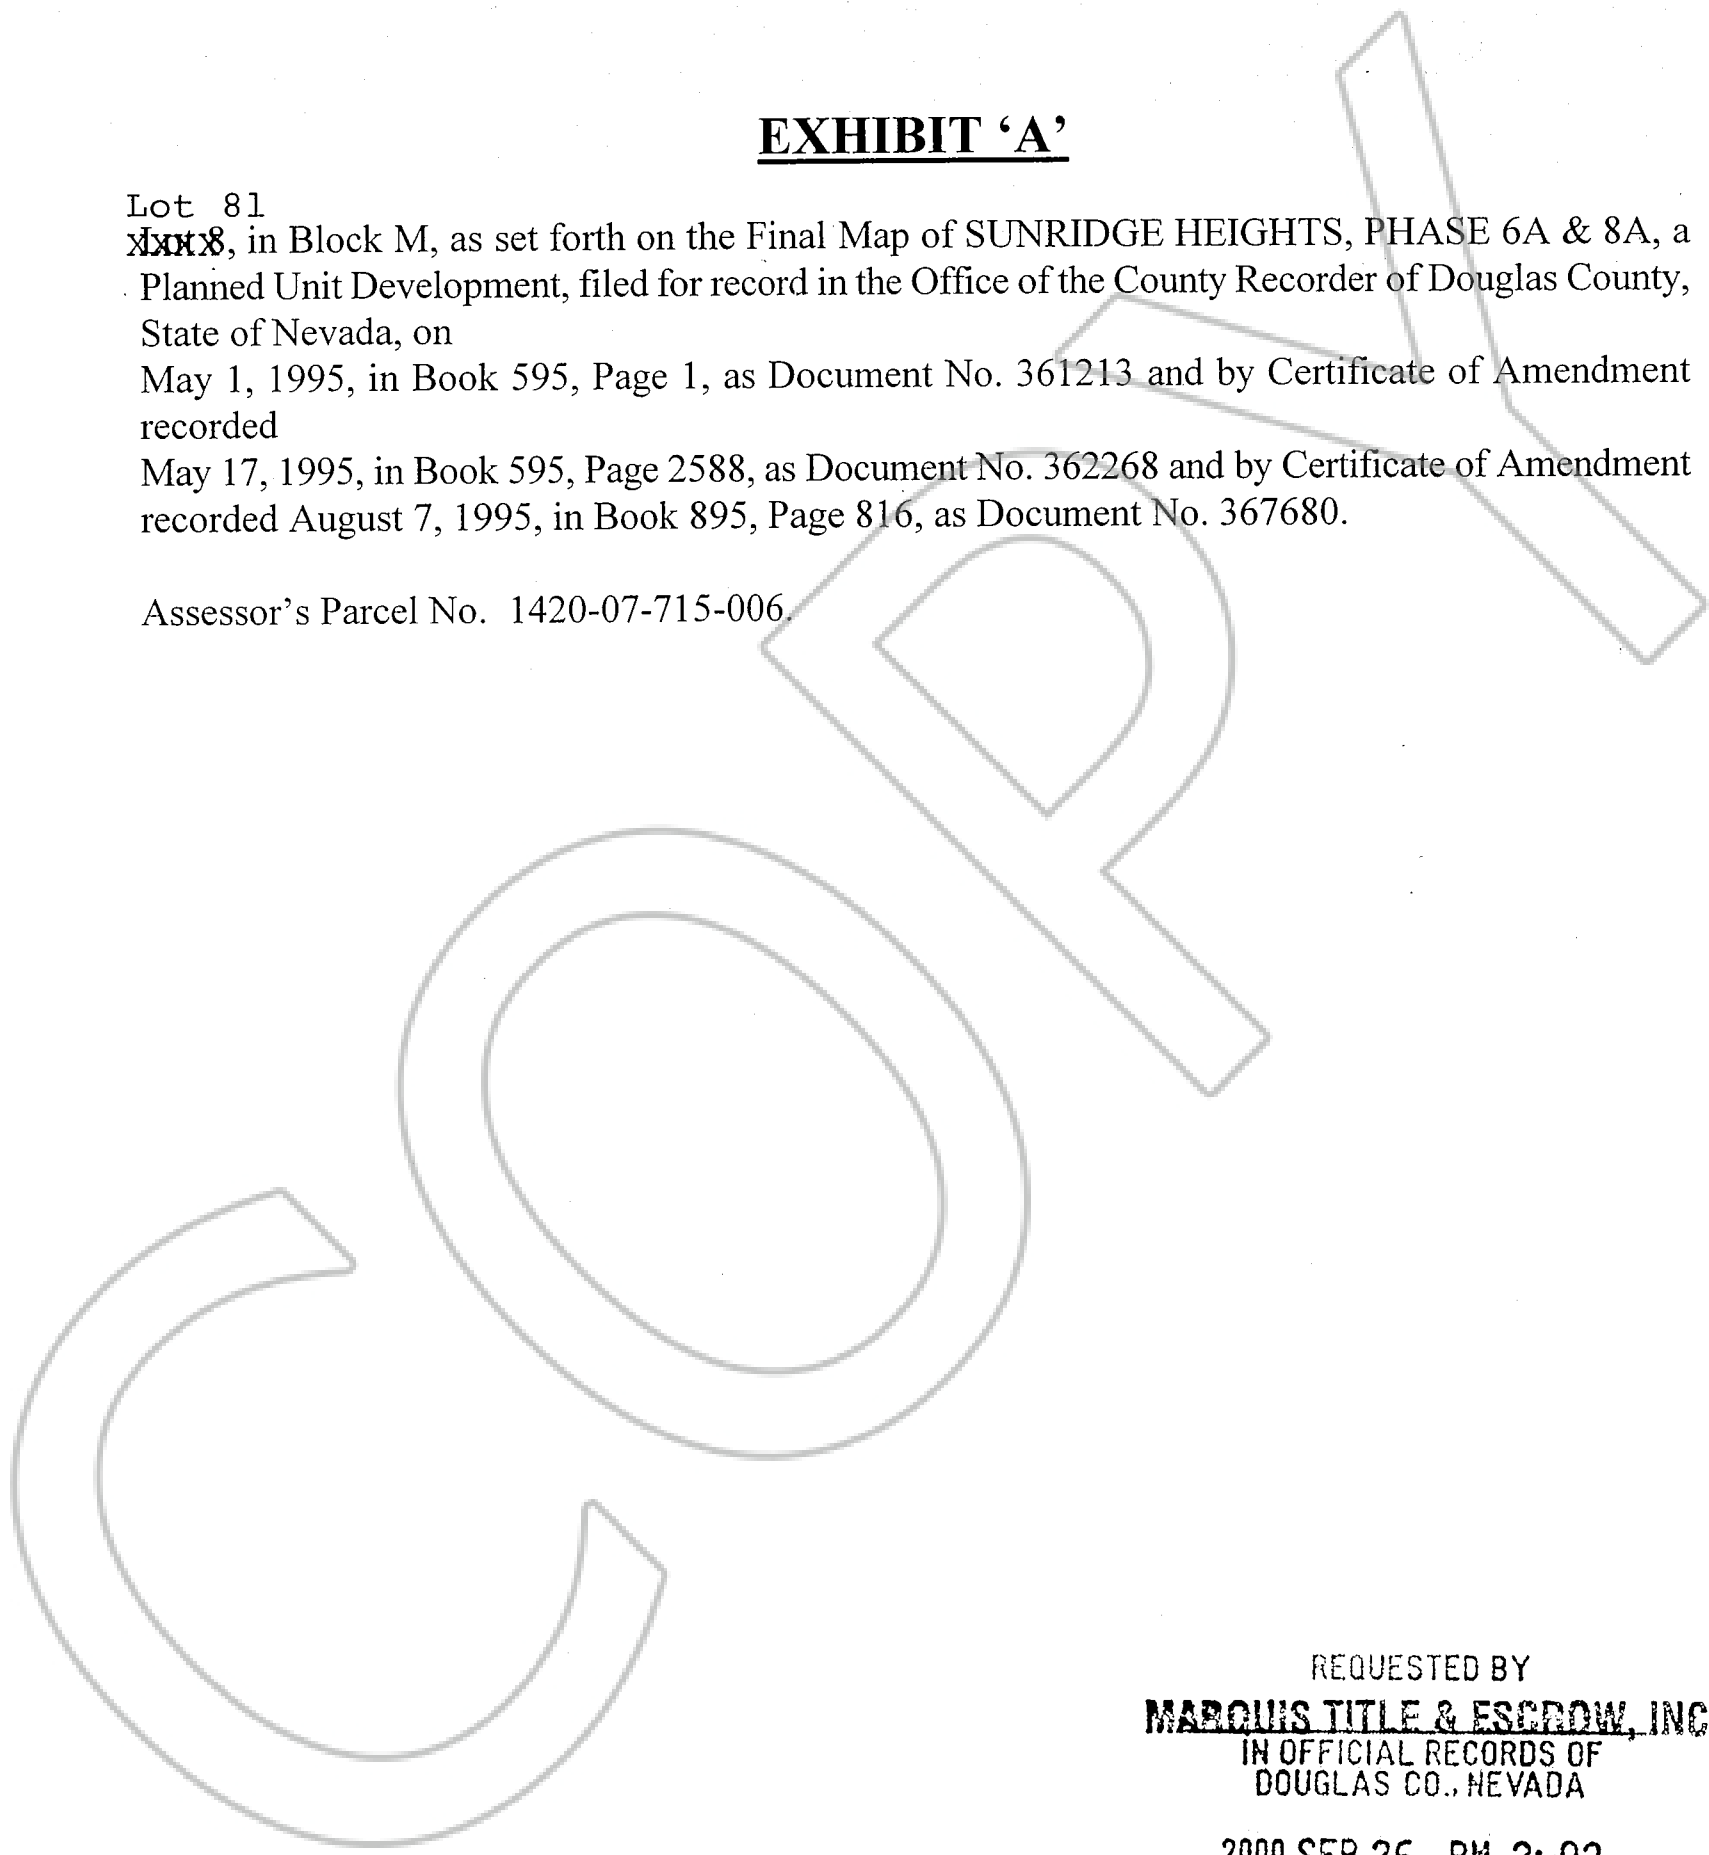 EXHIBIT ‘A’
Lot 81
xxxx, in Block M, as set forth on the Final Map of SUNRIDGE HEIGHTS, PHASE 6A & 8A, a
Planned Unit Development, filed for record in the Office of the County Recorder of Douglas County,
State of Nevada, on
May 1, 1995, in Book 595, Page 1, as Document No. 361213 and by Certificate of Amendment
recorded
May 17, 1995, in Book 595, Page 2588, as Document No. 362268 and by Certificate of Amendment
recorded August 7, 1995, in Book 895, Page 816, as Document No. 367680.
Assessor’s Parcel No. 1420-07-715-006.
COPY
REQUESTED BY
MARQUIS TITLE & ESCROW, INC
IN OFFICIAL RECORDS OF
DOUGLAS CO., NEVADA
2000 SEP 26 PM